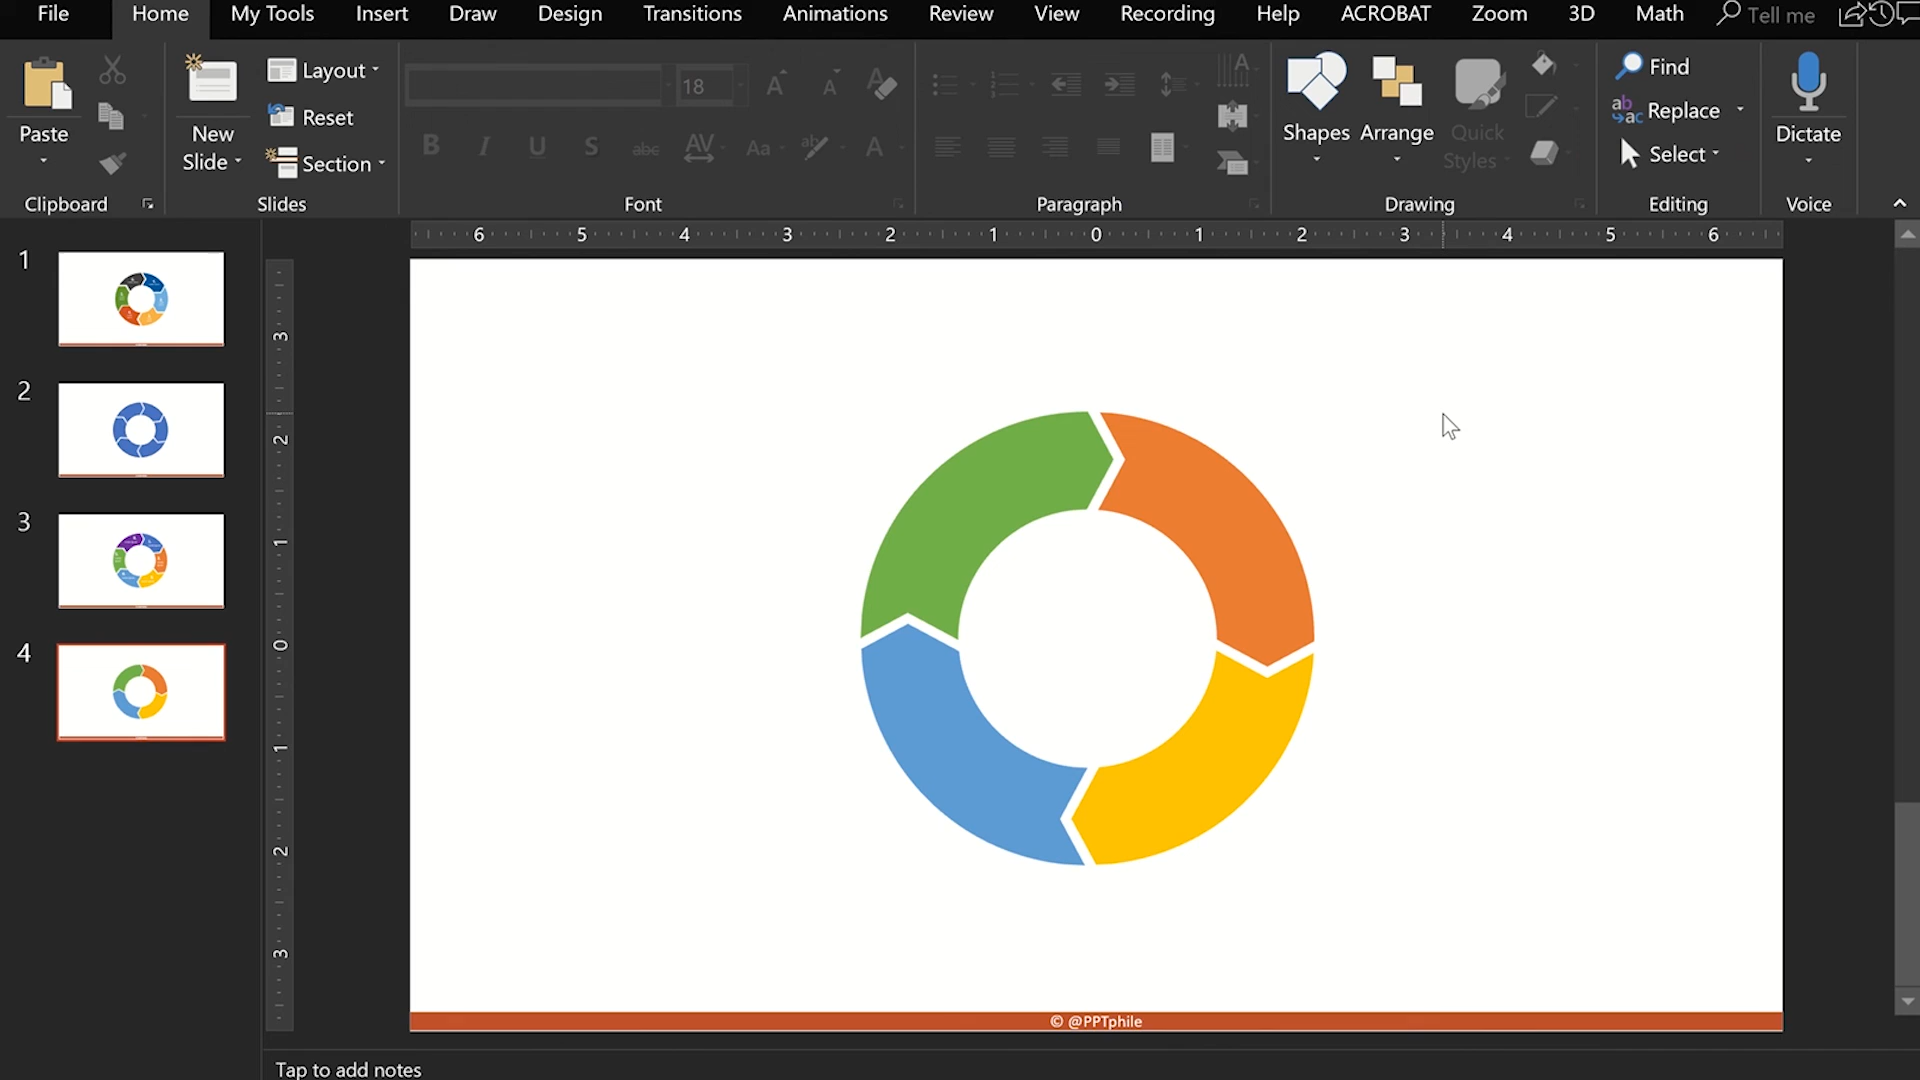 File Home My Tools Insert Draw Design Transitions Animations Review View Recording Help ACROBAT Zoom 3D Math Tell me
Paste
New
Slide
Layout
Reset
Section
18
B I U S abc AV Aa A
Shapes Arrange Quick
Styles
Find
Replace
Select
Dictate
Clipboard Slides Font Paragraph Drawing Editing Voice
6 5 4 3 2 1 0 1 2 3 4 5 6
3
2
1
0
1
2
3
1
2
3
4
© @PPTphile
Tap to add notes